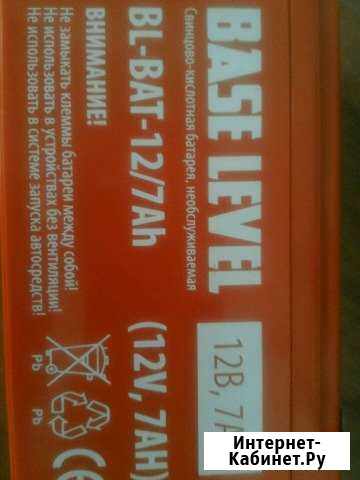 BASE LEVEL
Свинцово-кислотная батарея, необслуживаемая
12В, 7А
BL-BAT-12/7Ah
(12V, 7AH)
ВНИМАНИЕ!
Не замыкать клеммы батареи между собой!
Не использовать в устройствах без вентиляции!
Не использовать в системе запуска автосредств!
Pb
Pb
CE
Интернет-
Кабинет.Ру